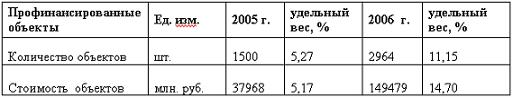 Профинансированные объекты Ед. изм. 2005 г. удельный вес, % 2006 г. удельный вес, %
Количество объектов шт. 1500 5,27 2964 11,15
Стоимость объектов млн. руб. 37968 5,17 149479 14,70